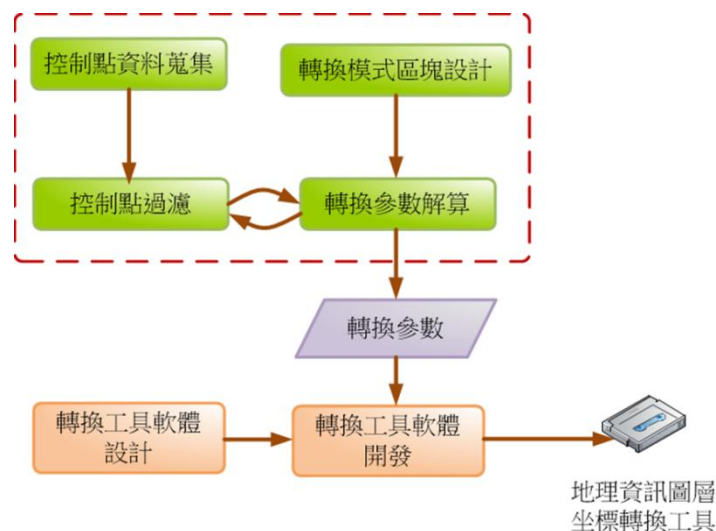 控制點資料蒐集
轉換模式區塊設計
控制點過濾
轉換參數解算
轉換參數
轉換工具軟體
設計
轉換工具軟體
開發
地理資訊圖層
坐標轉換工具